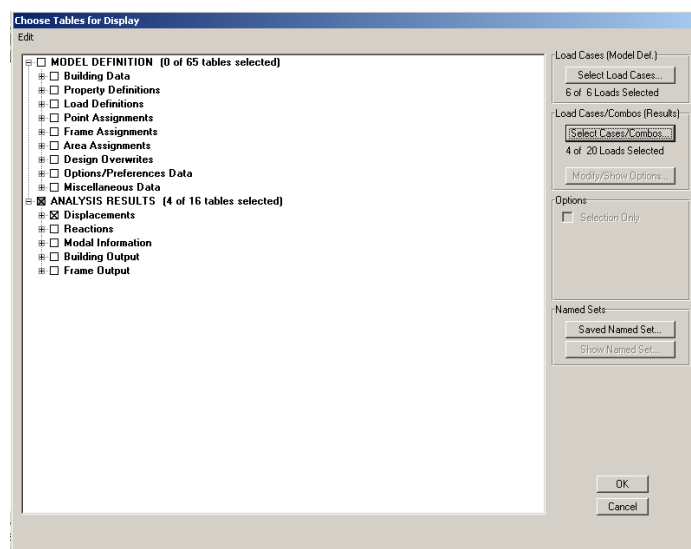 Choose Tables for Display
Edit
MODEL DEFINITION (0 of 65 tables selected)
Building Data
Property Definitions
Load Definitions
Point Assignments
Frame Assignments
Area Assignments
Design Overwrites
Options/Preferences Data
Miscellaneous Data
ANALYSIS RESULTS (4 of 16 tables selected)
Displacements
Reactions
Modal Information
Building Output
Frame Output
Load Cases (Model Def.)
Select Load Cases...
6 of 6 Loads Selected
Load Cases/Combos (Results)
Select Cases/Combos...
4 of 20 Loads Selected
Modify/Show Options...
Options
Selection Only
Named Sets
Saved Named Set...
Show Named Set...
OK
Cancel